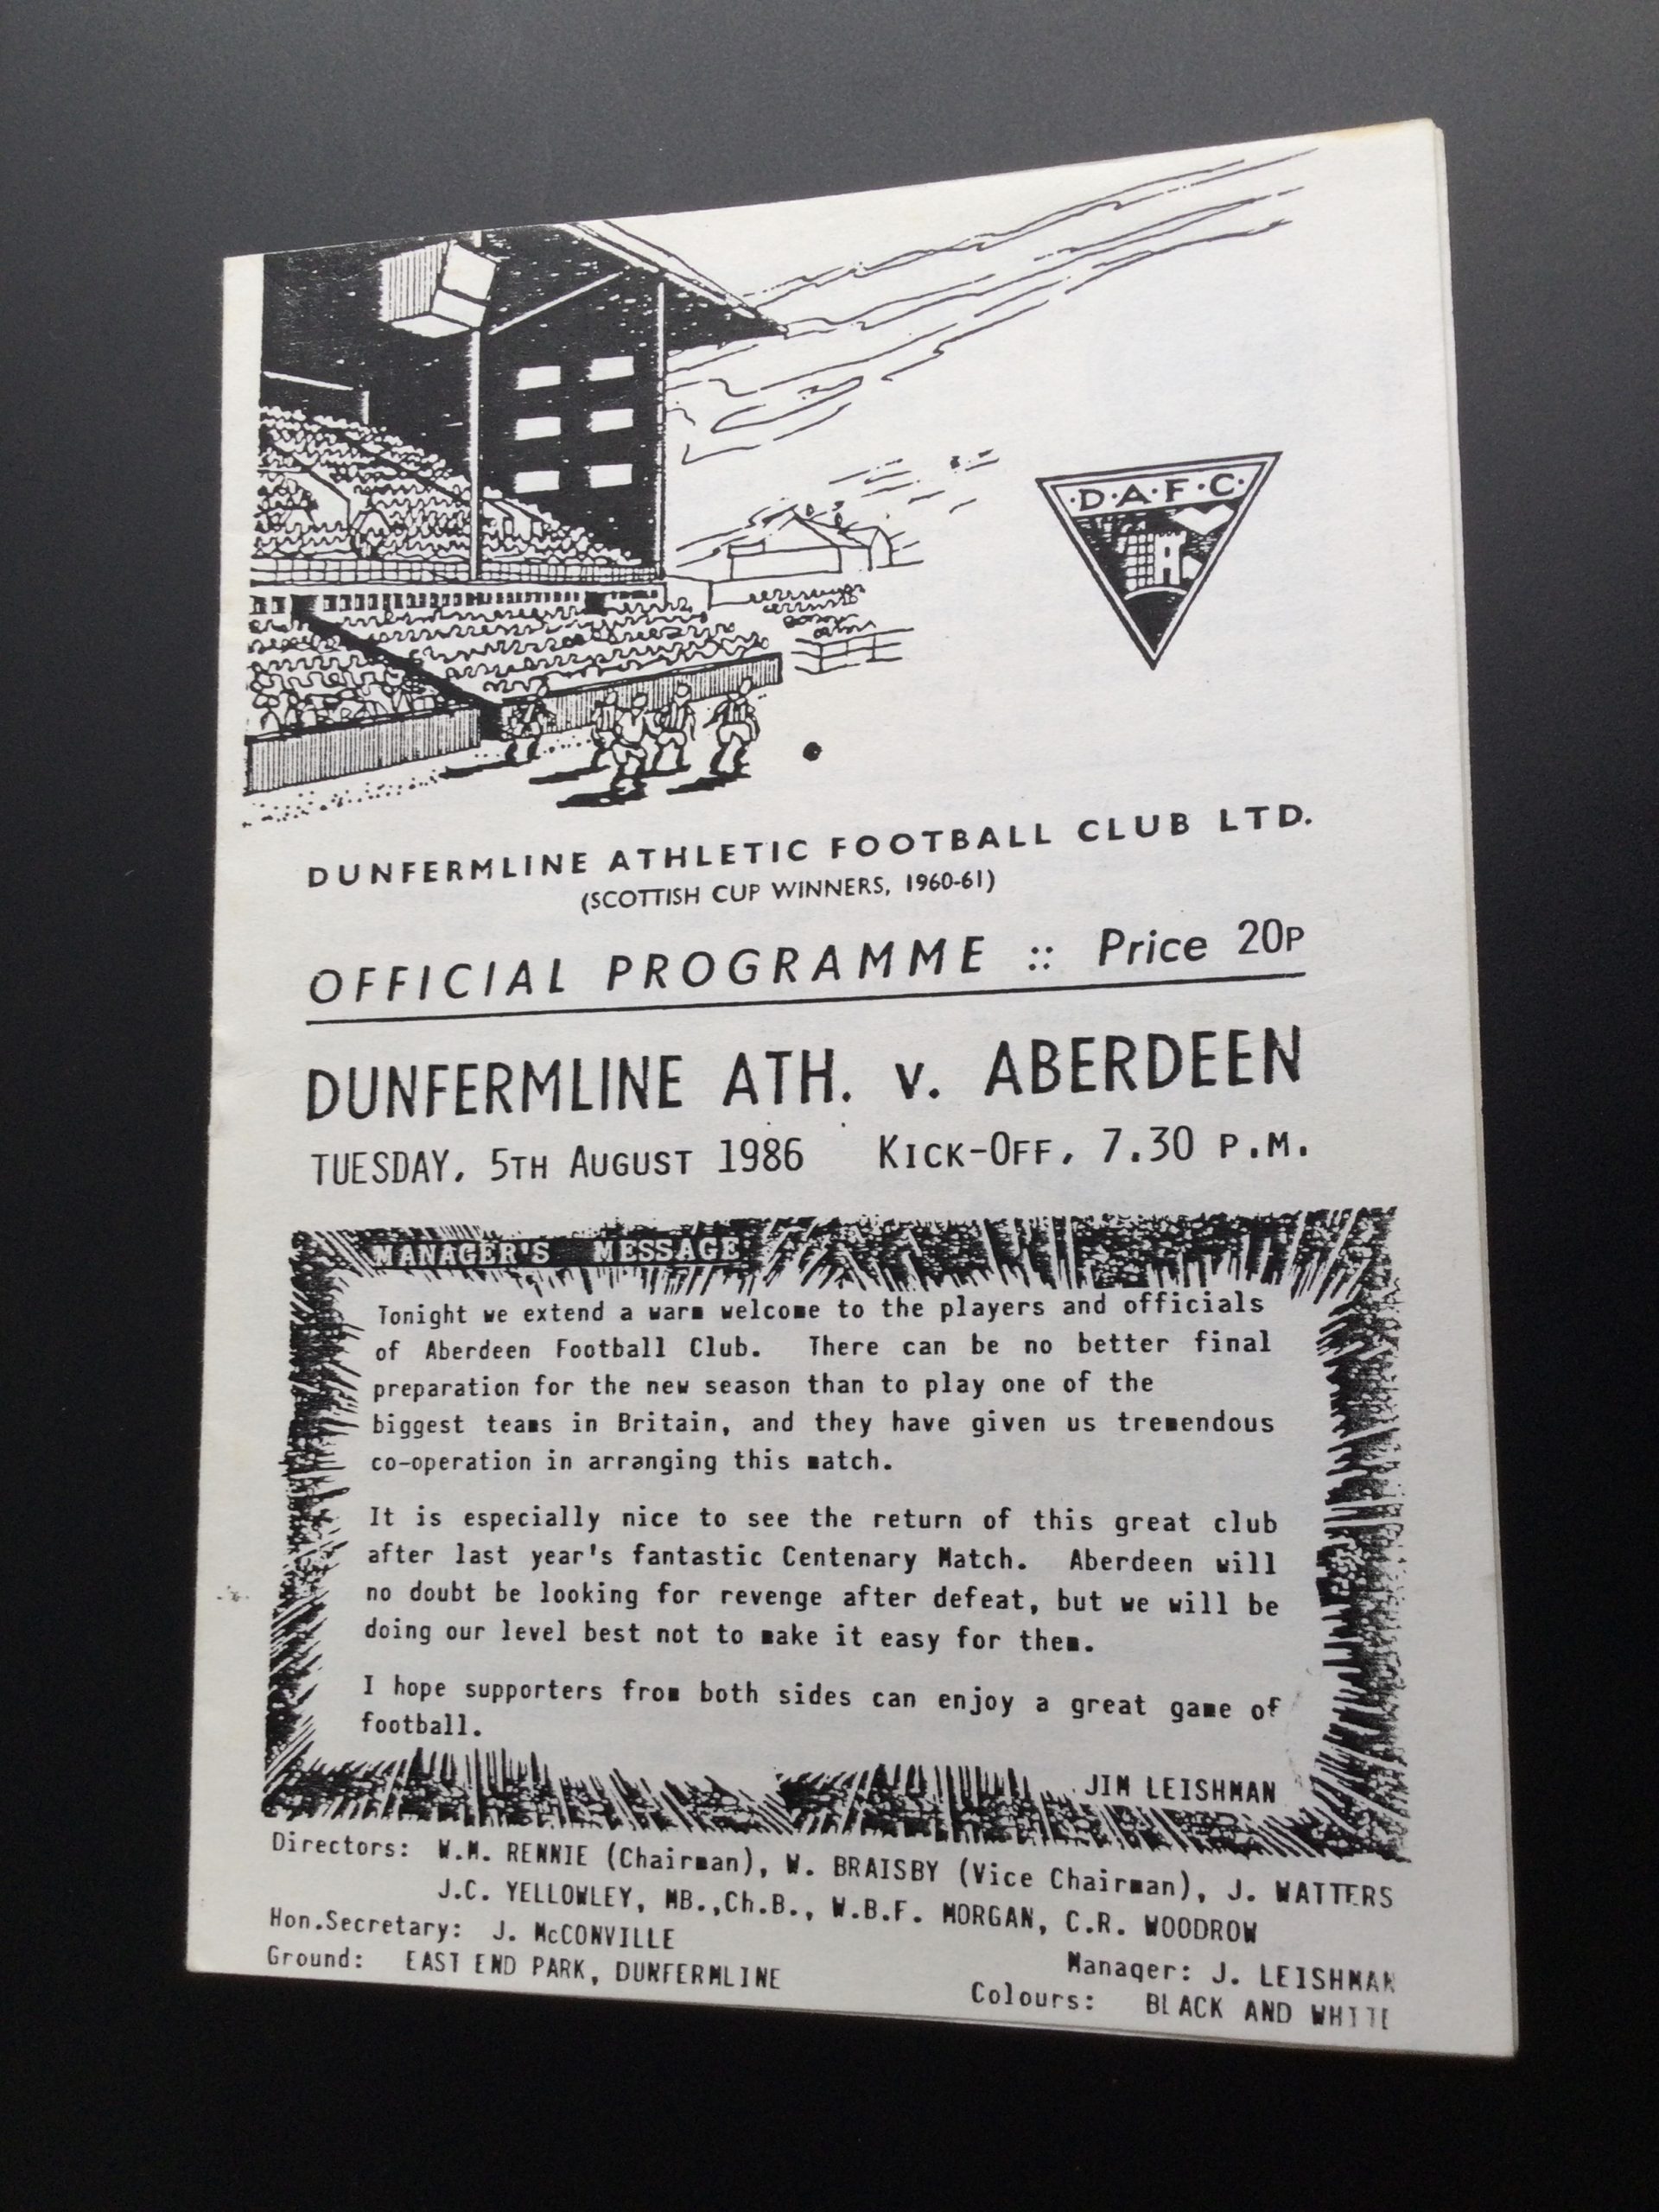 ·D·A·F·C·
DUNFERMLINE ATHLETIC FOOTBALL CLUB LTD.
(SCOTTISH CUP WINNERS, 1960-61)
OFFICIAL PROGRAMME :: Price 20P
DUNFERMLINE ATH. v. ABERDEEN
TUESDAY, 5TH AUGUST 1986 KICK-OFF, 7.30 P.M.
MANAGER'S MESSAGE
Tonight we extend a warm welcome to the players and officials
of Aberdeen Football Club. There can be no better final
preparation for the new season than to play one of the
biggest teams in Britain, and they have given us tremendous
co-operation in arranging this match.
It is especially nice to see the return of this great club
after last year's fantastic Centenary Match. Aberdeen will
no doubt be looking for revenge after defeat, but we will be
doing our level best not to make it easy for them.
I hope supporters from both sides can enjoy a great game of
football.
JIM LEISHMAN
Directors: W.M. RENNIE (Chairman), W. BRAISBY (Vice Chairman), J. WATTERS
J.C. YELLOWLEY, MB.,Ch.B., W.B.F. MORGAN, C.R. WOODROW
Hon.Secretary: J. McCONVILLE
Manager: J. LEISHMAN
Ground: EAST END PARK, DUNFERMLINE
Colours: BLACK AND WHITE